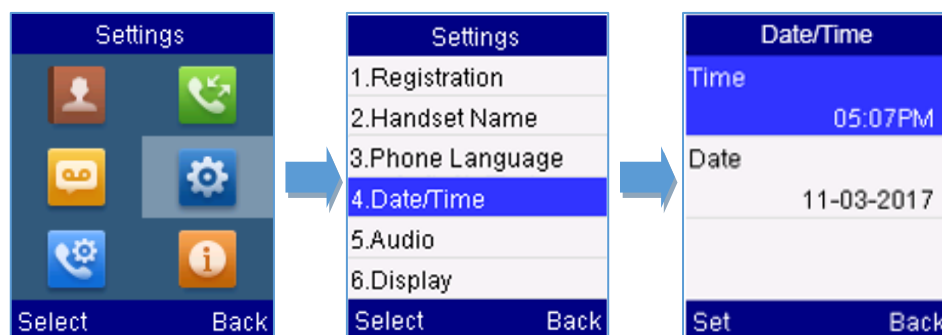 Settings
Select Back
Settings
1.Registration
2.Handset Name
3.Phone Language
4.Date/Time
5.Audio
6.Display
Select Back
Date/Time
Time
05:07PM
Date
11-03-2017
Set Back